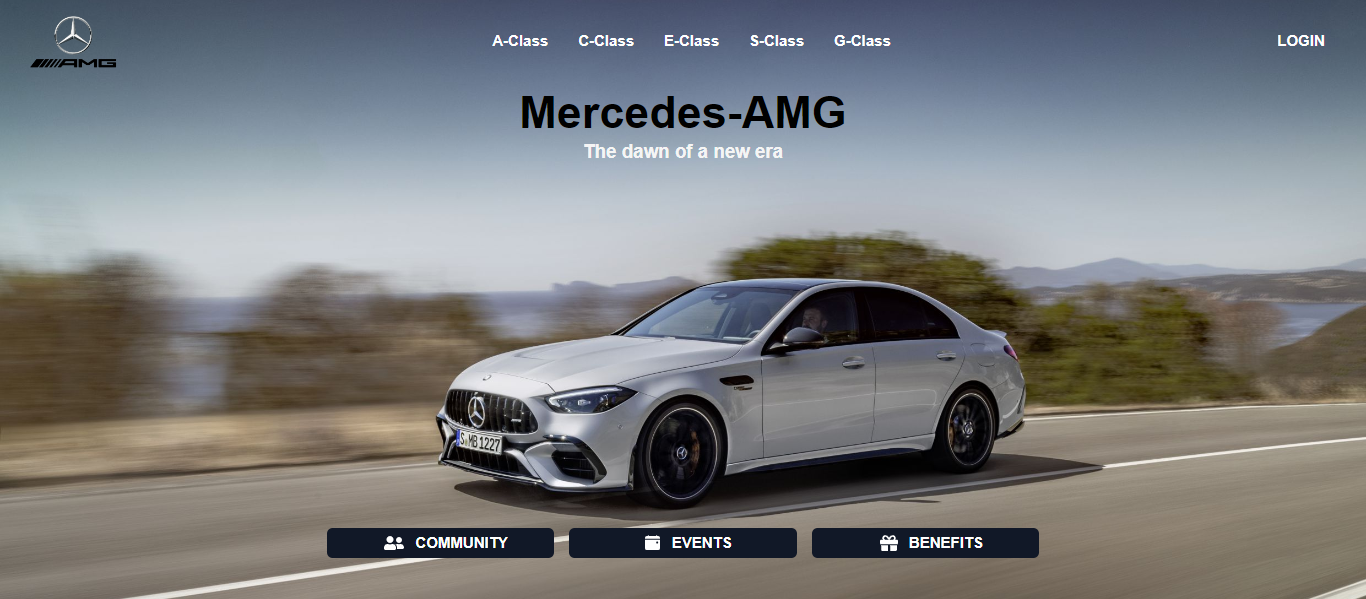 AMG
A-Class C-Class E-Class S-Class G-Class
LOGIN
Mercedes-AMG
The dawn of a new era
S MB 1227
COMMUNITY
EVENTS
BENEFITS